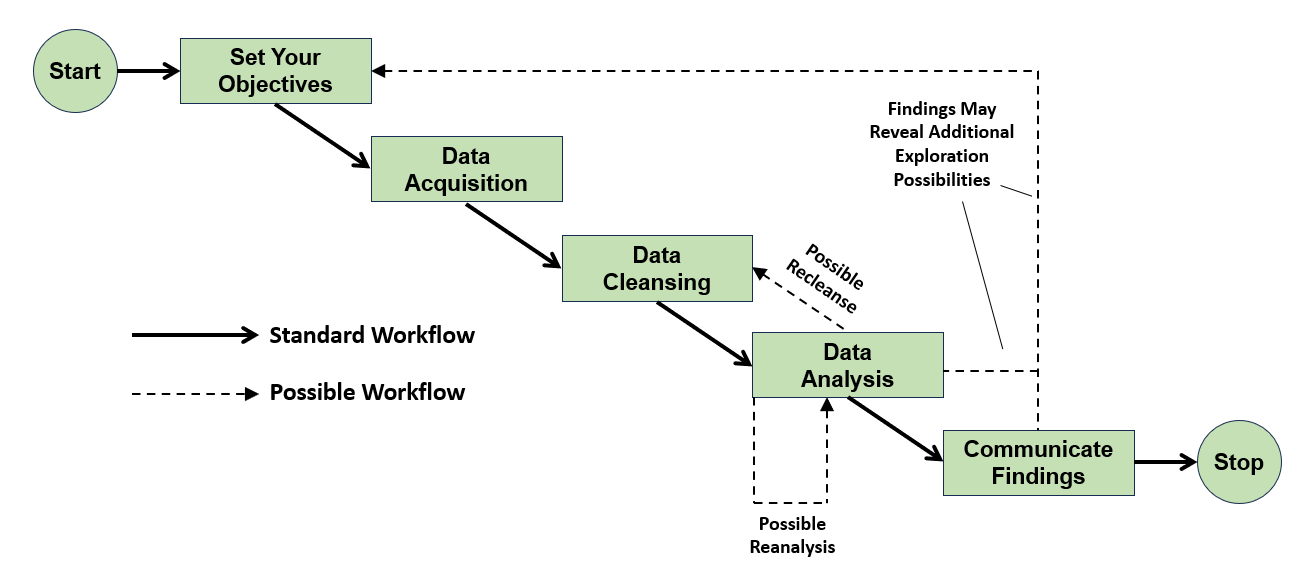 Start
Set Your
Objectives
Findings May
Reveal Additional
Exploration
Possibilities
Data
Acquisition
Data
Cleansing
Possible
Recleanse
Standard Workflow
Data
Analysis
Possible Workflow
Communicate
Findings
Stop
Possible
Reanalysis